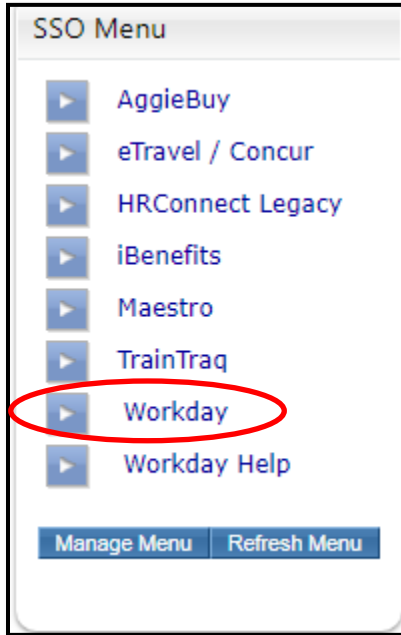 SSO Menu
AggieBuy
eTravel / Concur
HRConnect Legacy
iBenefits
Maestro
TrainTraq
Workday
Workday Help
Manage Menu Refresh Menu